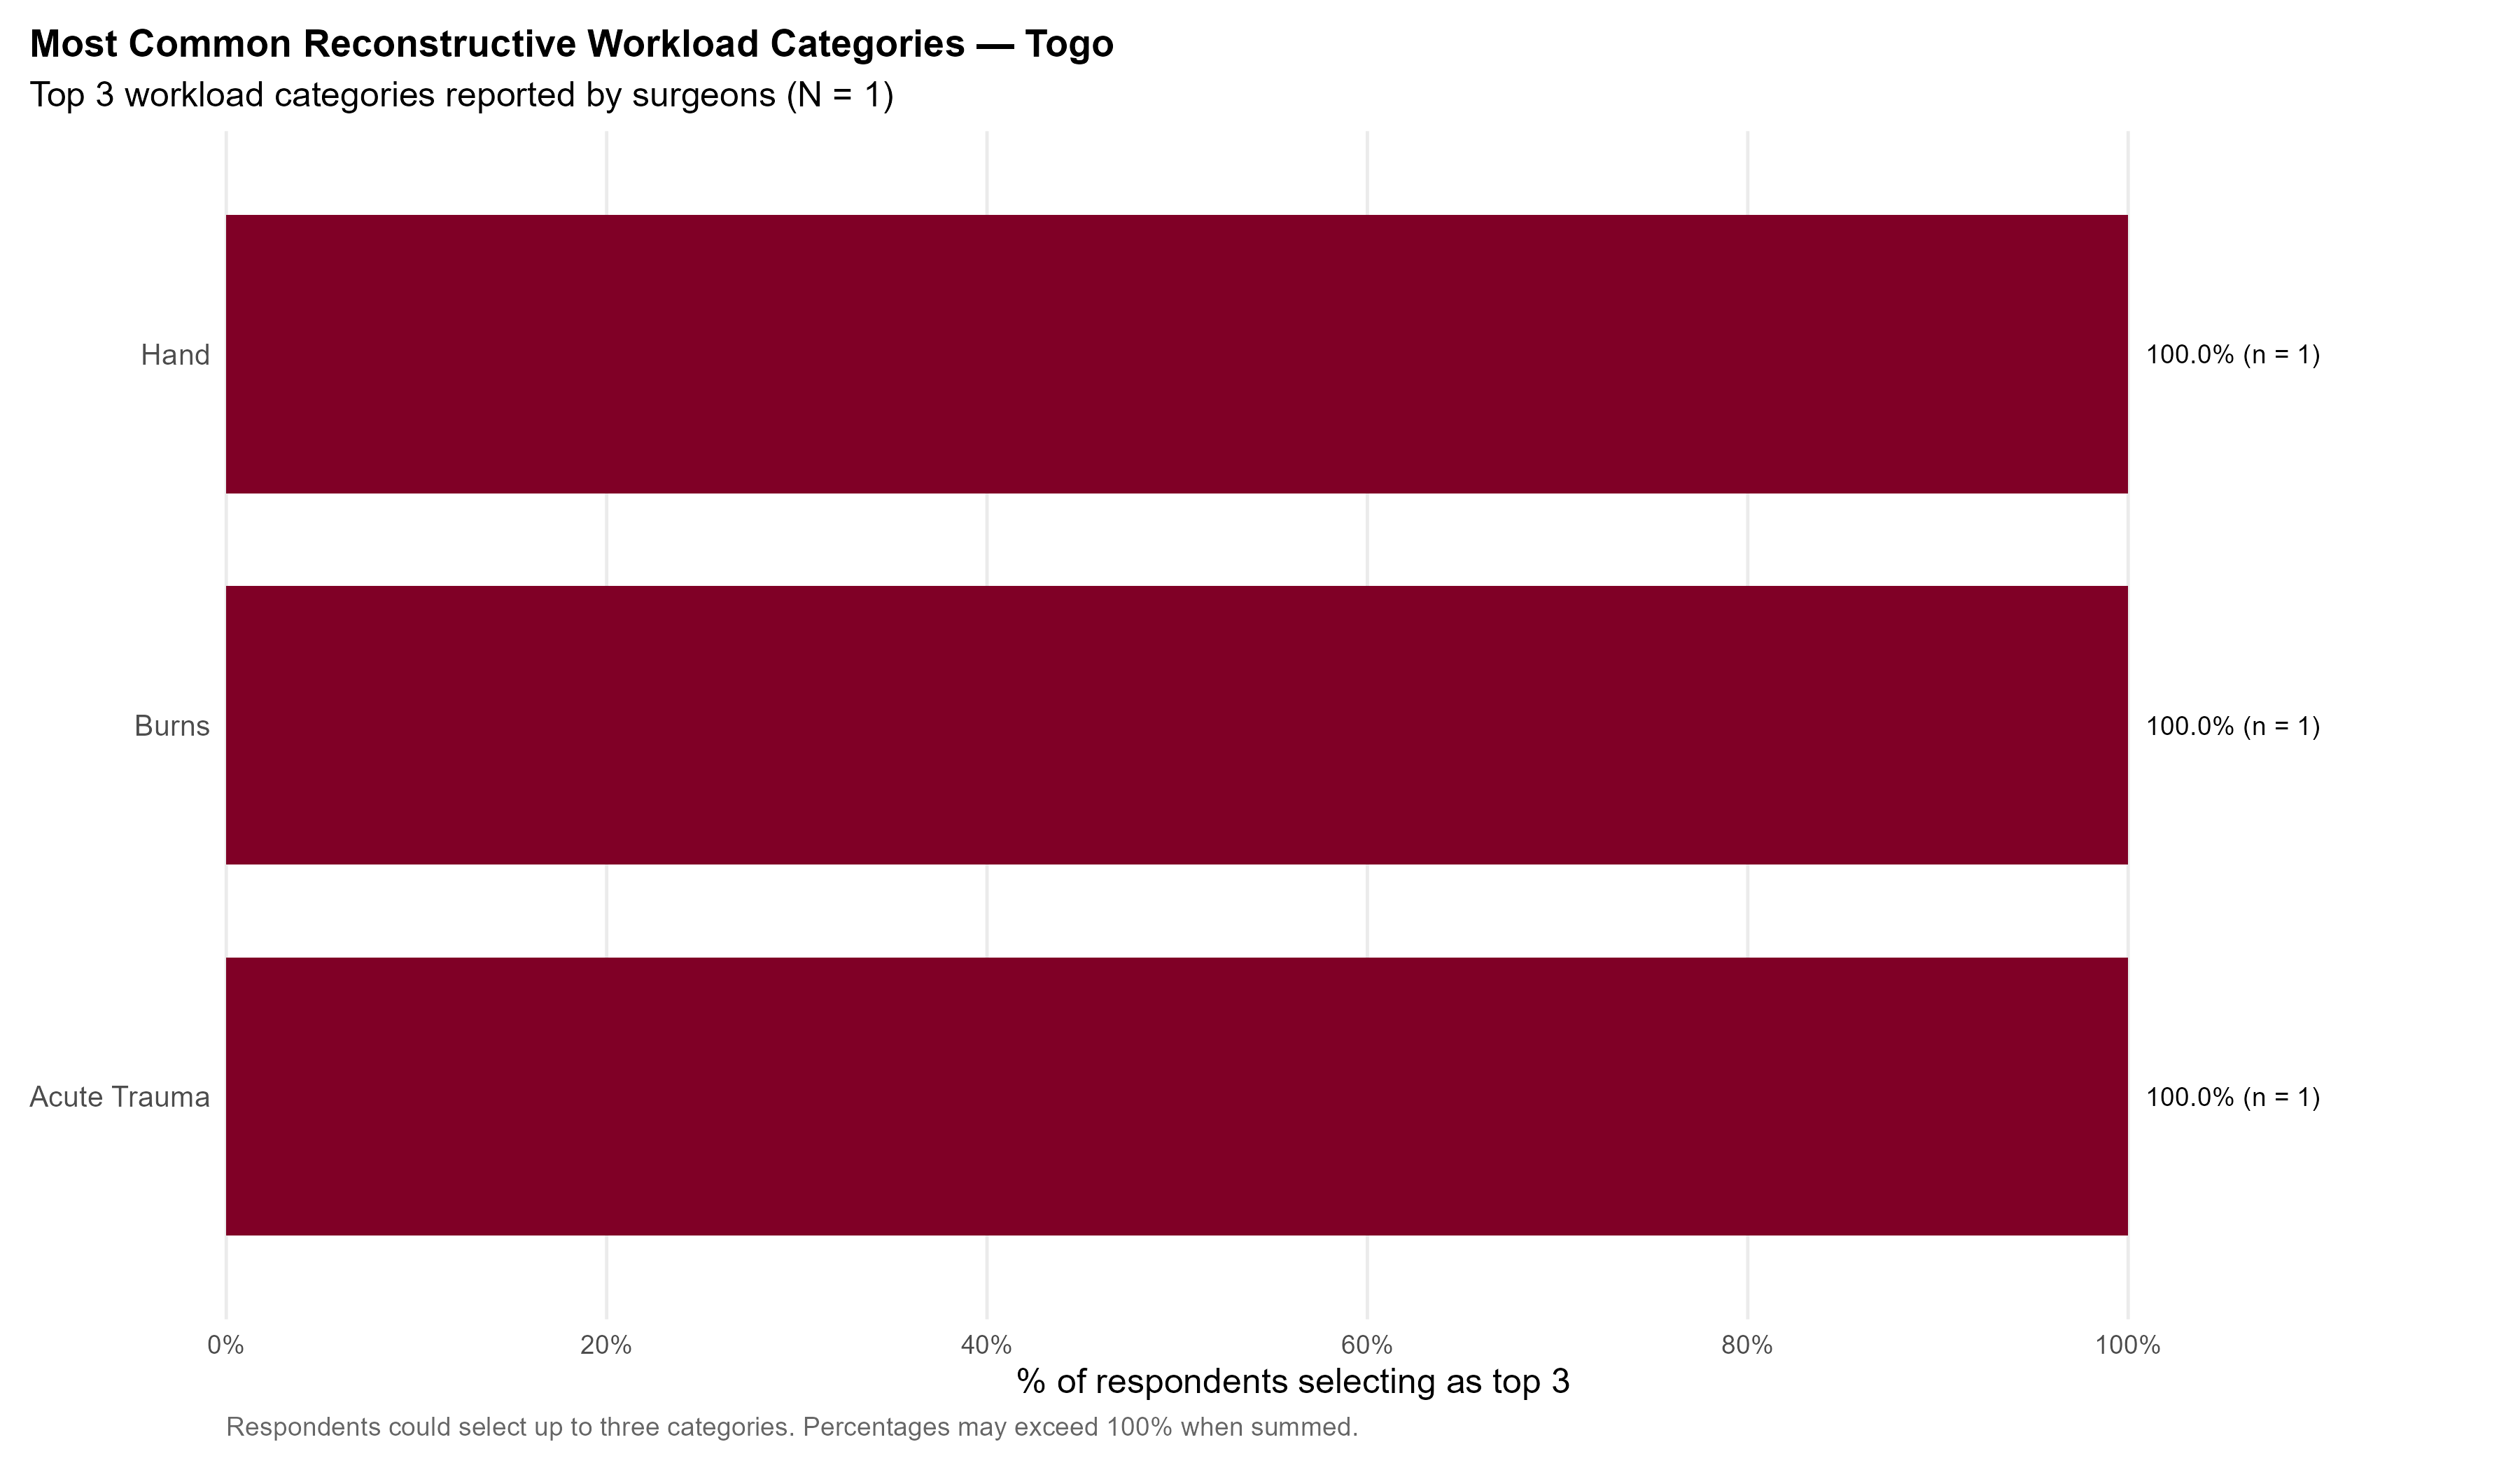 Most Common Reconstructive Workload Categories — Togo
Top 3 workload categories reported by surgeons (N = 1)
Hand
100.0% (n = 1)
Burns
100.0% (n = 1)
Acute Trauma
100.0% (n = 1)
0% 20% 40% 60% 80% 100%
% of respondents selecting as top 3
Respondents could select up to three categories. Percentages may exceed 100% when summed.